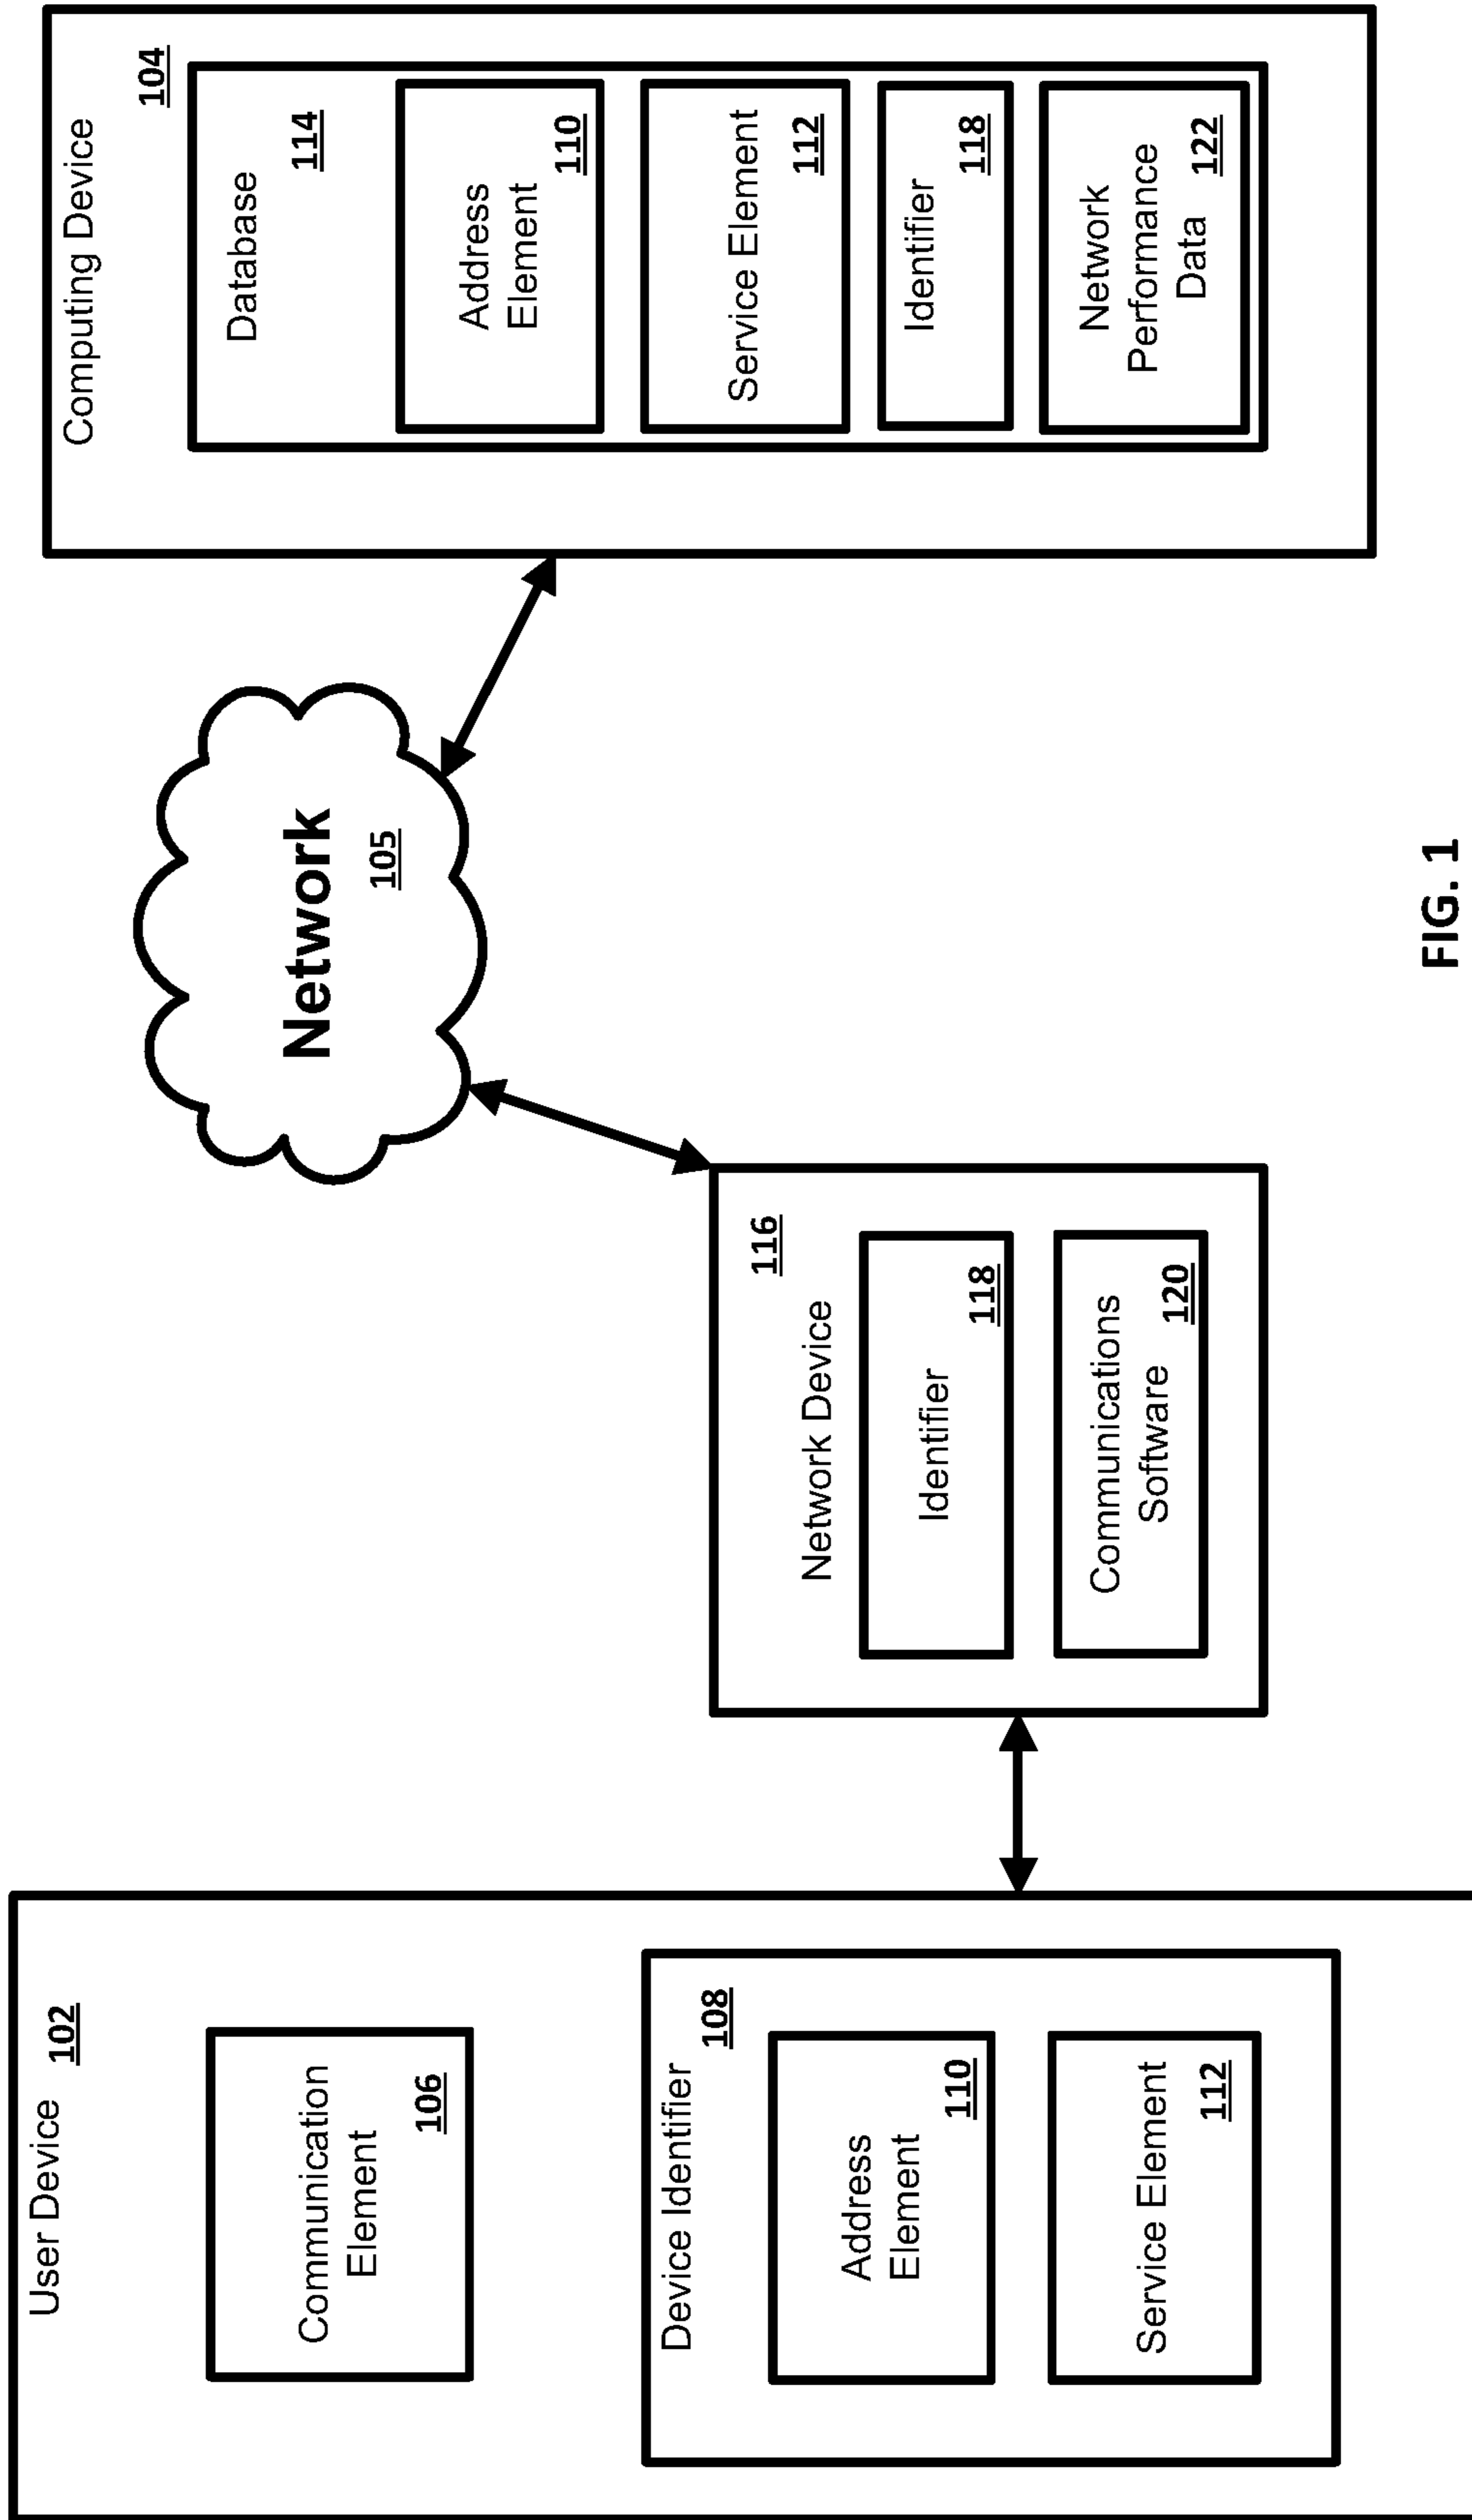 User Device
102
Communication
Element
106
Device Identifier
108
Address
Element
110
Service Element
112
Network Device
116
Identifier
118
Communications
Software
120
Network
105
Computing Device
104
Database
114
Address
Element
110
Service Element
112
Identifier
118
Network
Performance
Data
122
FIG. 1